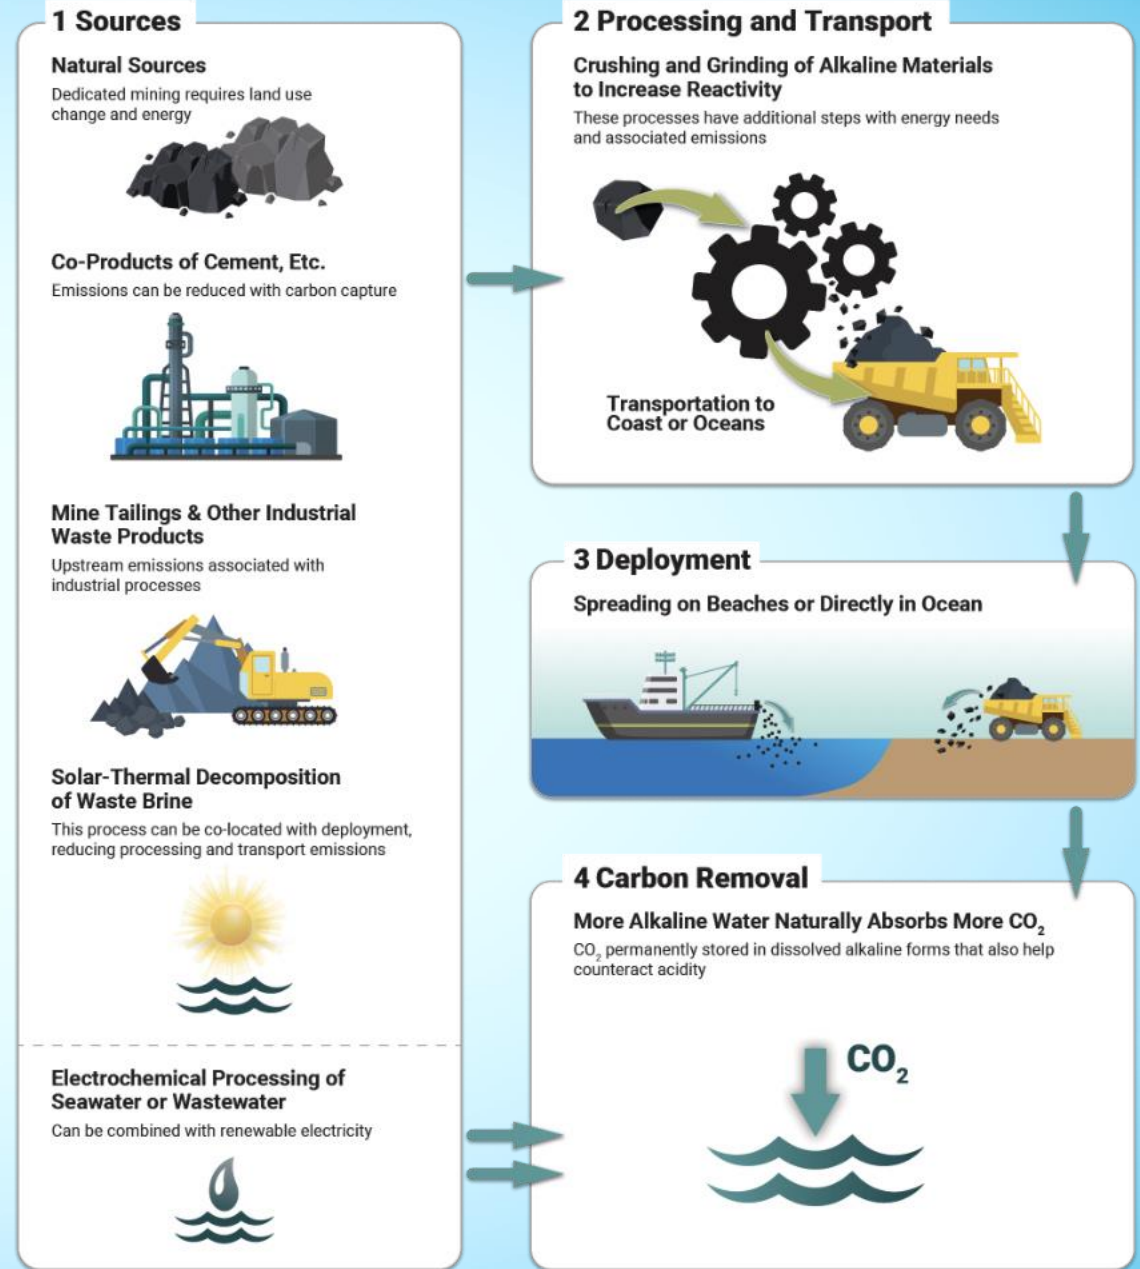 1 Sources
Natural Sources
Dedicated mining requires land use
change and energy
Co-Products of Cement, Etc.
Emissions can be reduced with carbon capture
Mine Tailings & Other Industrial
Waste Products
Upstream emissions associated with
industrial processes
Solar-Thermal Decomposition
of Waste Brine
This process can be co-located with deployment,
reducing processing and transport emissions
Electrochemical Processing of
Seawater or Wastewater
Can be combined with renewable electricity
2 Processing and Transport
Crushing and Grinding of Alkaline Materials
to Increase Reactivity
These processes have additional steps with energy needs
and associated emissions
Transportation to
Coast or Oceans
3 Deployment
Spreading on Beaches or Directly in Ocean
4 Carbon Removal
More Alkaline Water Naturally Absorbs More CO₂
CO₂ permanently stored in dissolved alkaline forms that also help
counteract acidity
CO₂